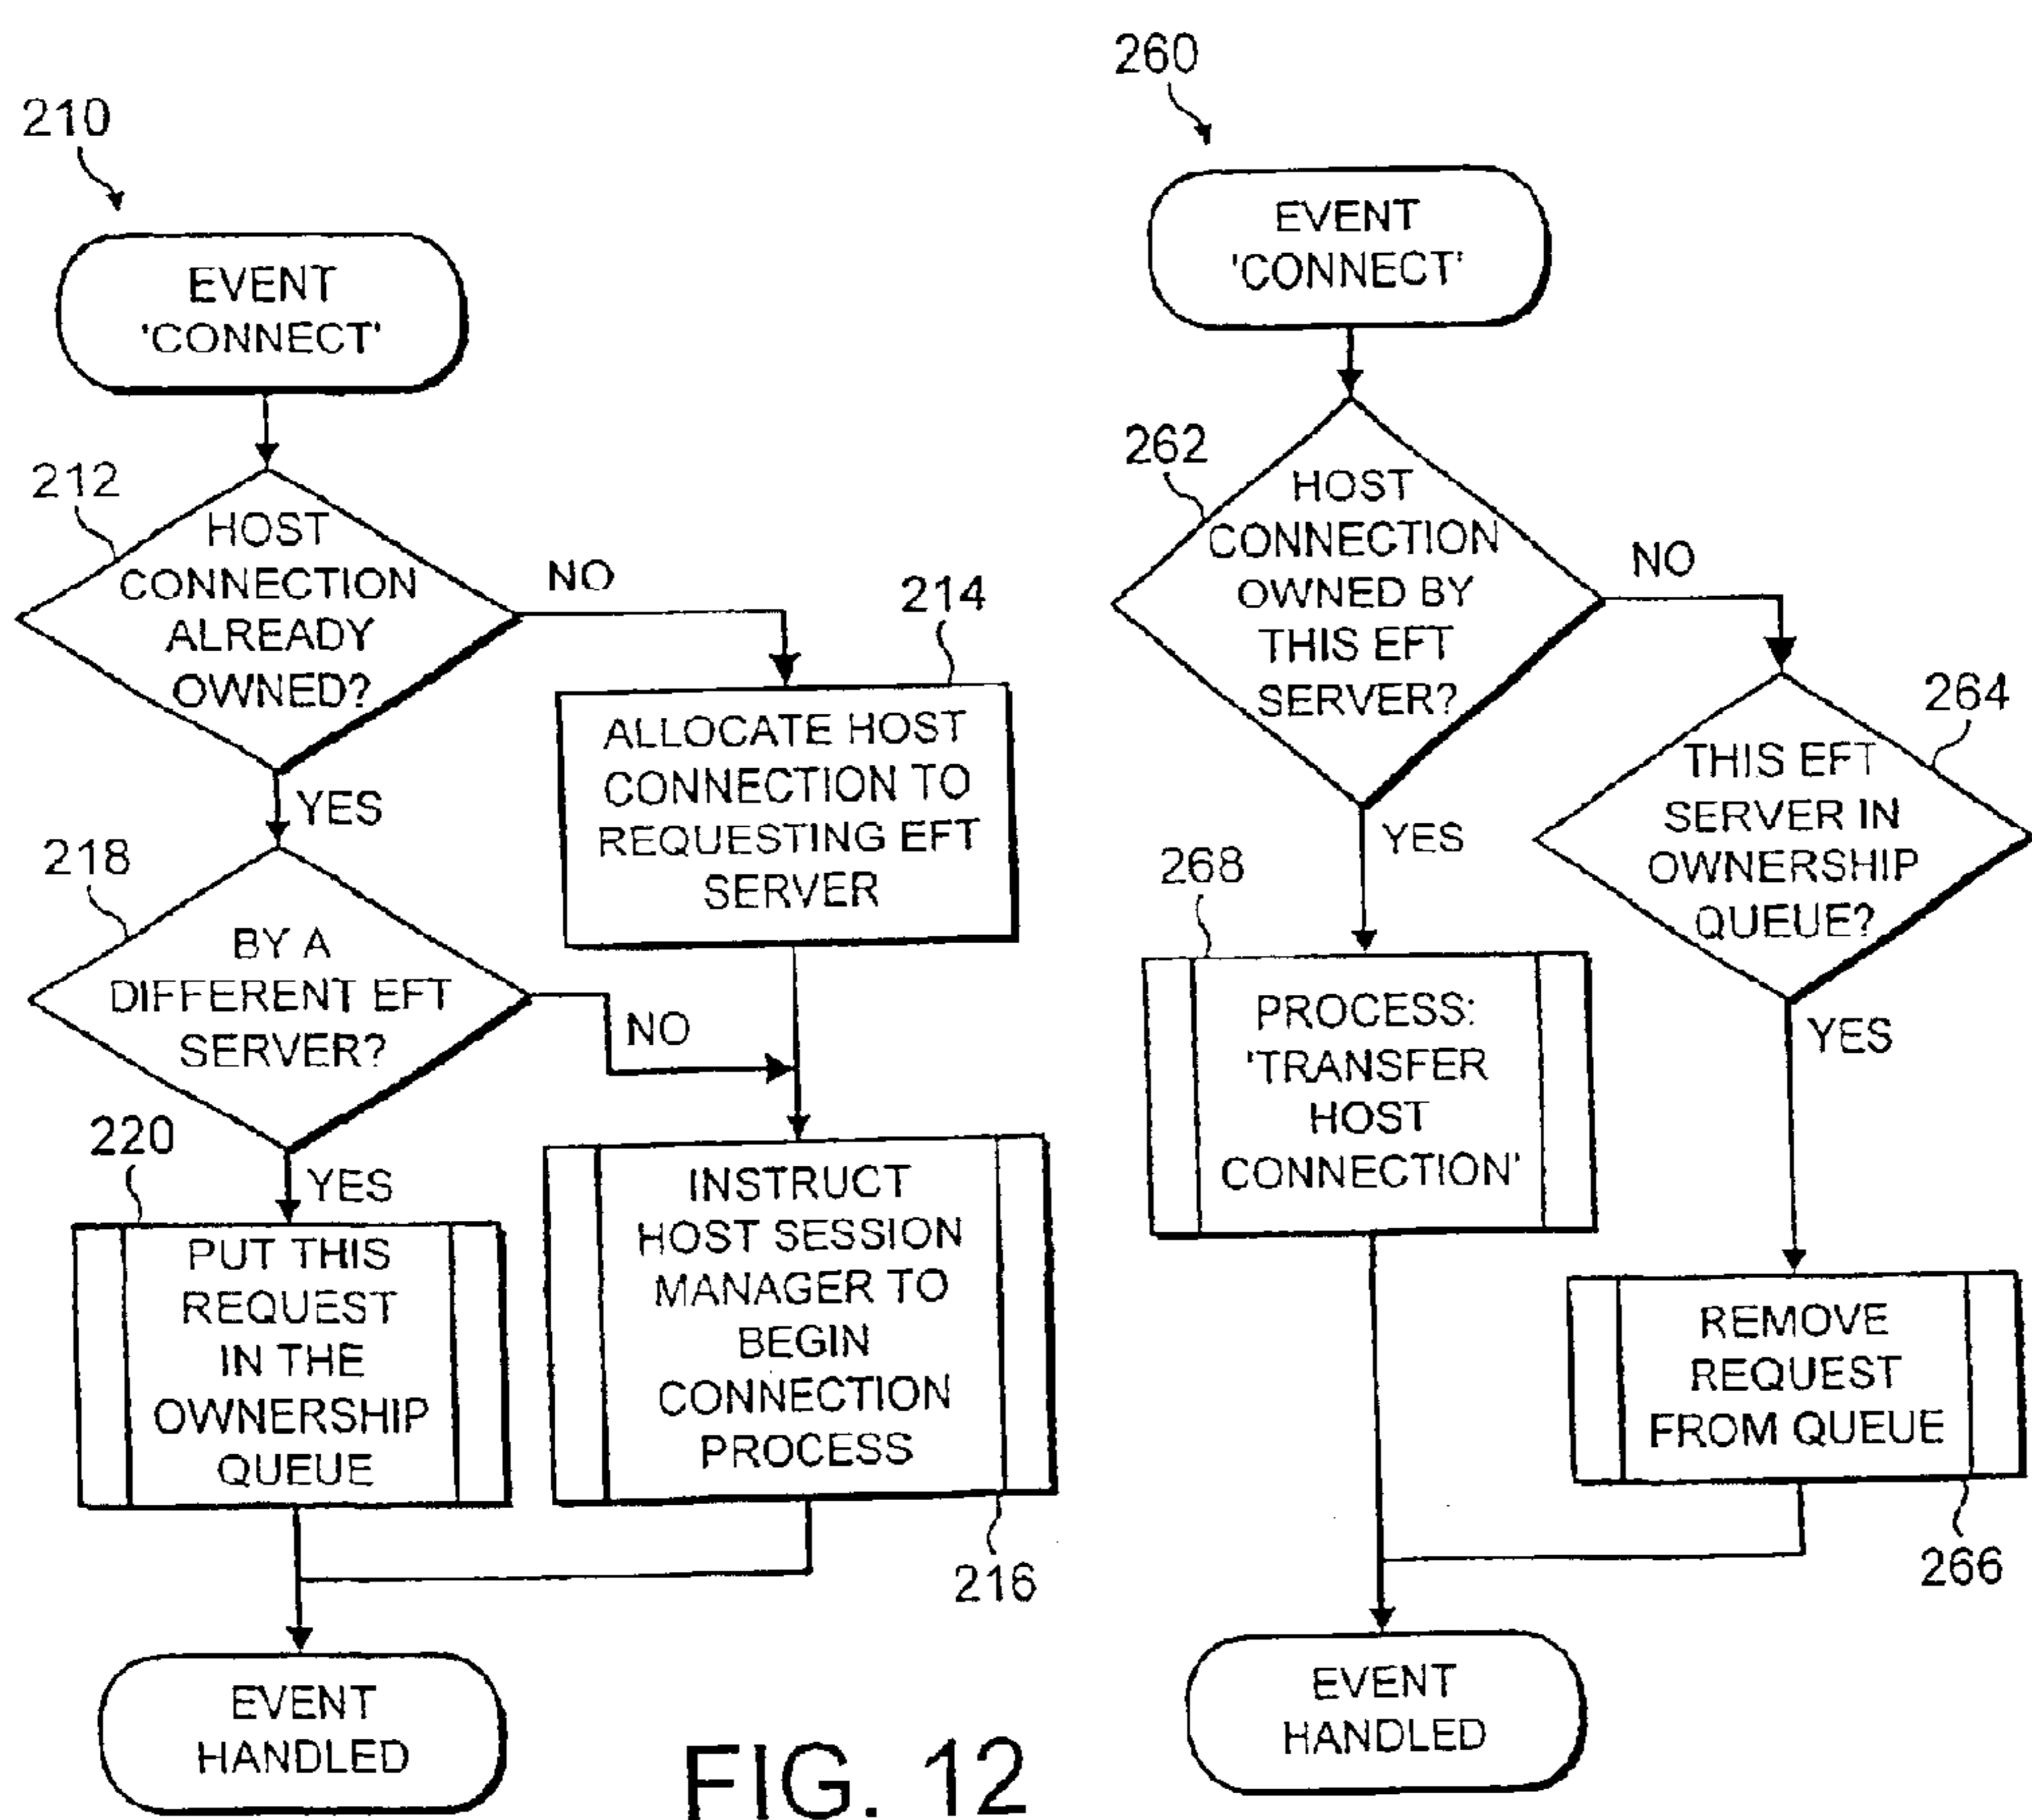 210
EVENT
'CONNECT'
212
HOST
CONNECTION
ALREADY
OWNED?
NO
YES
214
ALLOCATE HOST
CONNECTION TO
REQUESTING EFT
SERVER
218
BY A
DIFFERENT EFT
SERVER?
NO
YES
220
PUT THIS
REQUEST
IN THE
OWNERSHIP
QUEUE
INSTRUCT
HOST SESSION
MANAGER TO
BEGIN
CONNECTION
PROCESS
216
EVENT
HANDLED
260
EVENT
'CONNECT'
262
HOST
CONNECTION
OWNED BY
THIS EFT
SERVER?
NO
YES
264
THIS EFT
SERVER IN
OWNERSHIP
QUEUE?
YES
268
PROCESS:
'TRANSFER
HOST
CONNECTION'
REMOVE
REQUEST
FROM QUEUE
266
EVENT
HANDLED
FIG. 12